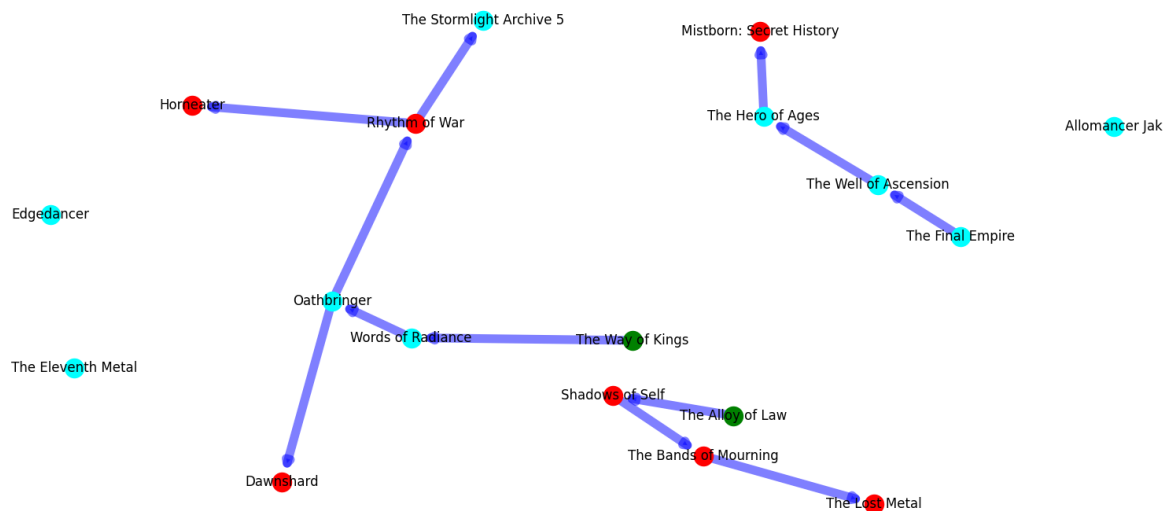 The Stormlight Archive 5
Mistborn: Secret History
Horneater
Rhythm of War
The Hero of Ages
Allomancer Jak
The Well of Ascension
Edgedancer
The Final Empire
Oathbringer
Words of Radiance
The Way of Kings
The Eleventh Metal
Shadows of Self
The Alloy of Law
The Bands of Mourning
Dawnshard
The Lost Metal